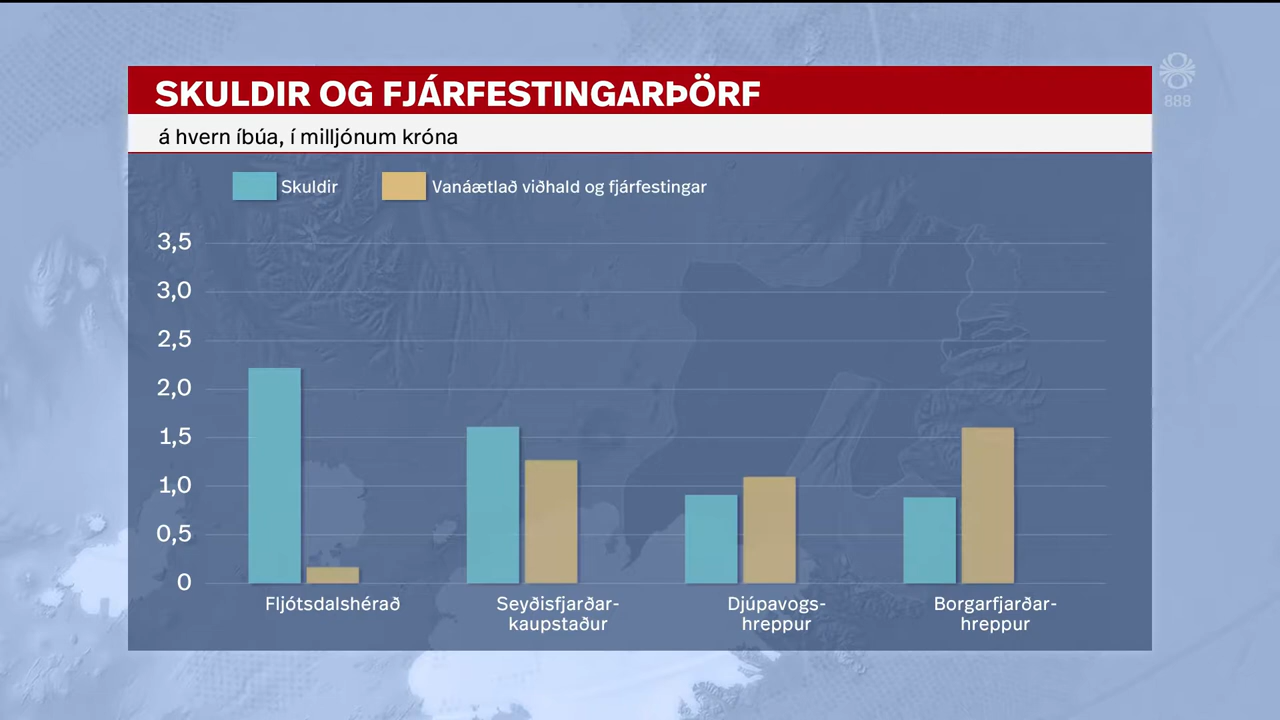 SKULDIR OG FJÁRFESTINGARÞÖRF
888
á hvern íbúa, í milljónum króna
Skuldir
Vanáætlað viðhald og fjárfestingar
3,5
3,0
2,5
2,0
1,5
1,0
0,5
0
Fljótsdalshérað
Seyðisfjarðar-
kaupstaður
Djúpavogs-
hreppur
Borgarfjarðar-
hreppur